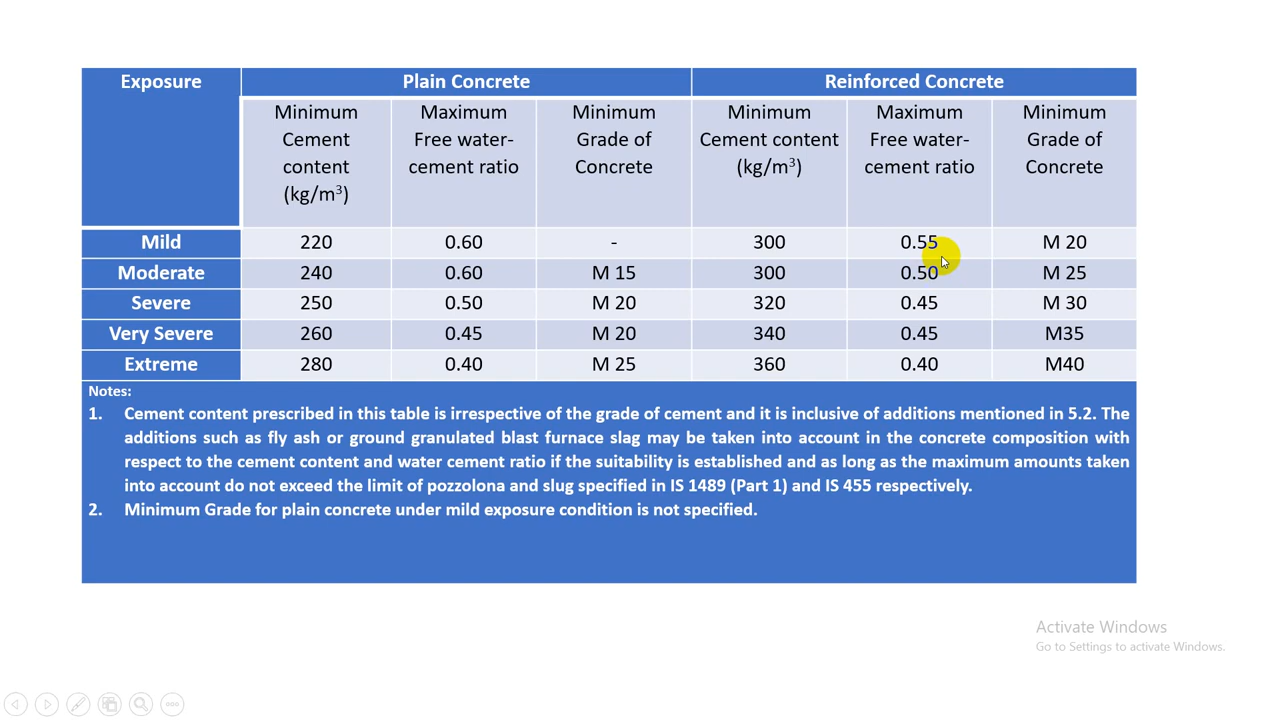 Exposure Plain Concrete Reinforced Concrete
Minimum Cement content (kg/m³) Maximum Free water-cement ratio Minimum Grade of Concrete Minimum Cement content (kg/m³) Maximum Free water-cement ratio Minimum Grade of Concrete
Mild 220 0.60 - 300 0.55 M 20
Moderate 240 0.60 M 15 300 0.50 M 25
Severe 250 0.50 M 20 320 0.45 M 30
Very Severe 260 0.45 M 20 340 0.45 M35
Extreme 280 0.40 M 25 360 0.40 M40
Notes:
1. Cement content prescribed in this table is irrespective of the grade of cement and it is inclusive of additions mentioned in 5.2. The
additions such as fly ash or ground granulated blast furnace slag may be taken into account in the concrete composition with
respect to the cement content and water cement ratio if the suitability is established and as long as the maximum amounts taken
into account do not exceed the limit of pozzolona and slug specified in IS 1489 (Part 1) and IS 455 respectively.
2. Minimum Grade for plain concrete under mild exposure condition is not specified.
Activate Windows
Go to Settings to activate Windows.